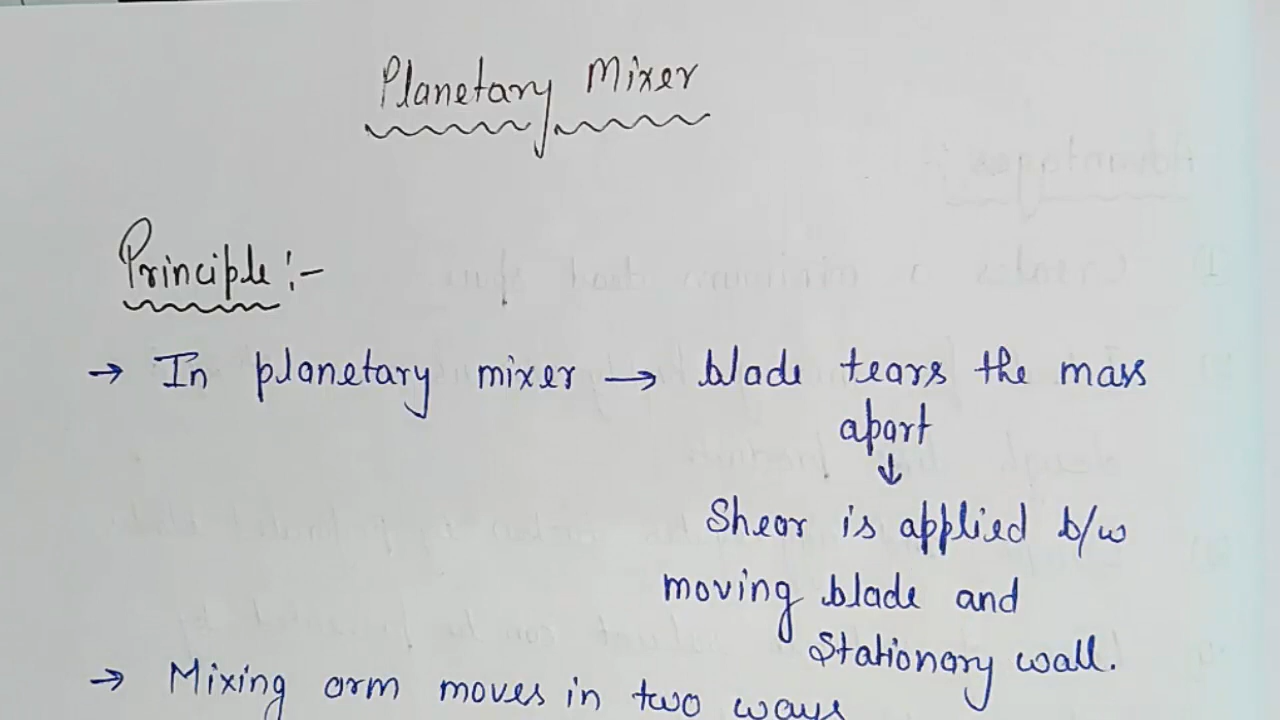 Planetary Mixer
Principle :-
→ In planetary mixer → blade tears the mass
apart
↓
Shear is applied b/w
moving blade and
stationary wall.
→ Mixing arm moves in two ways